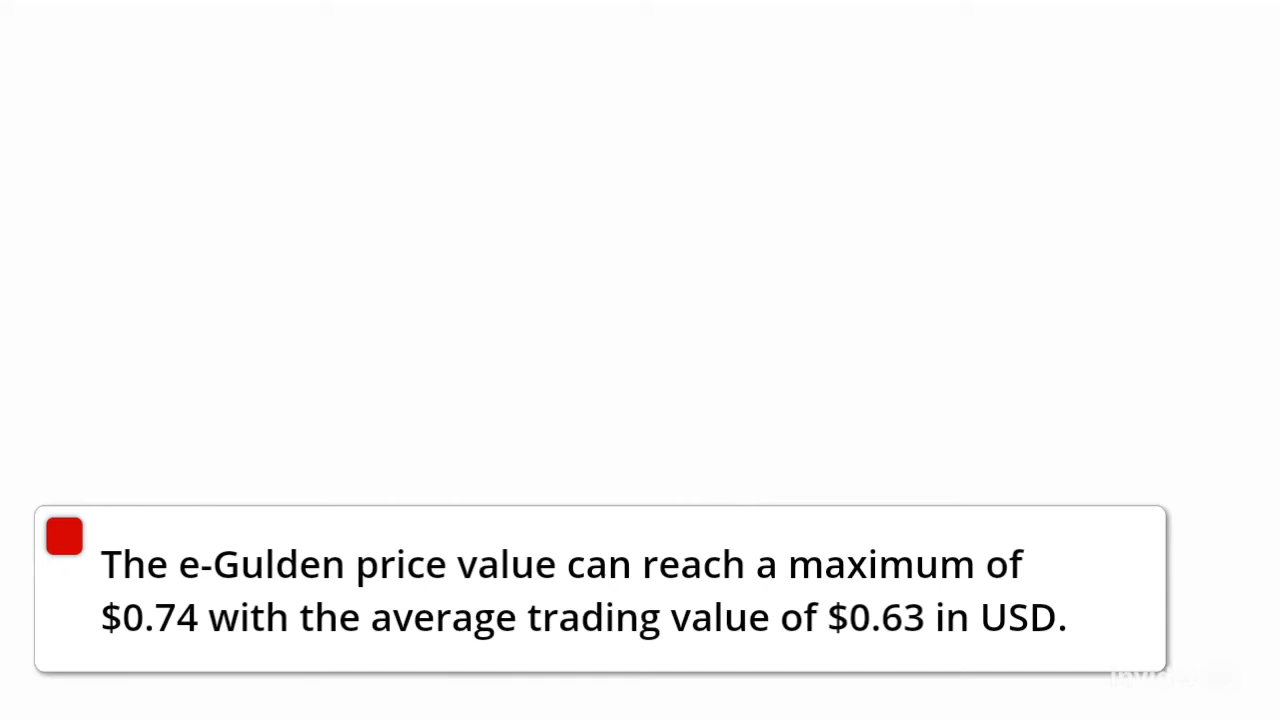 The e-Gulden price value can reach a maximum of
$0.74 with the average trading value of $0.63 in USD.